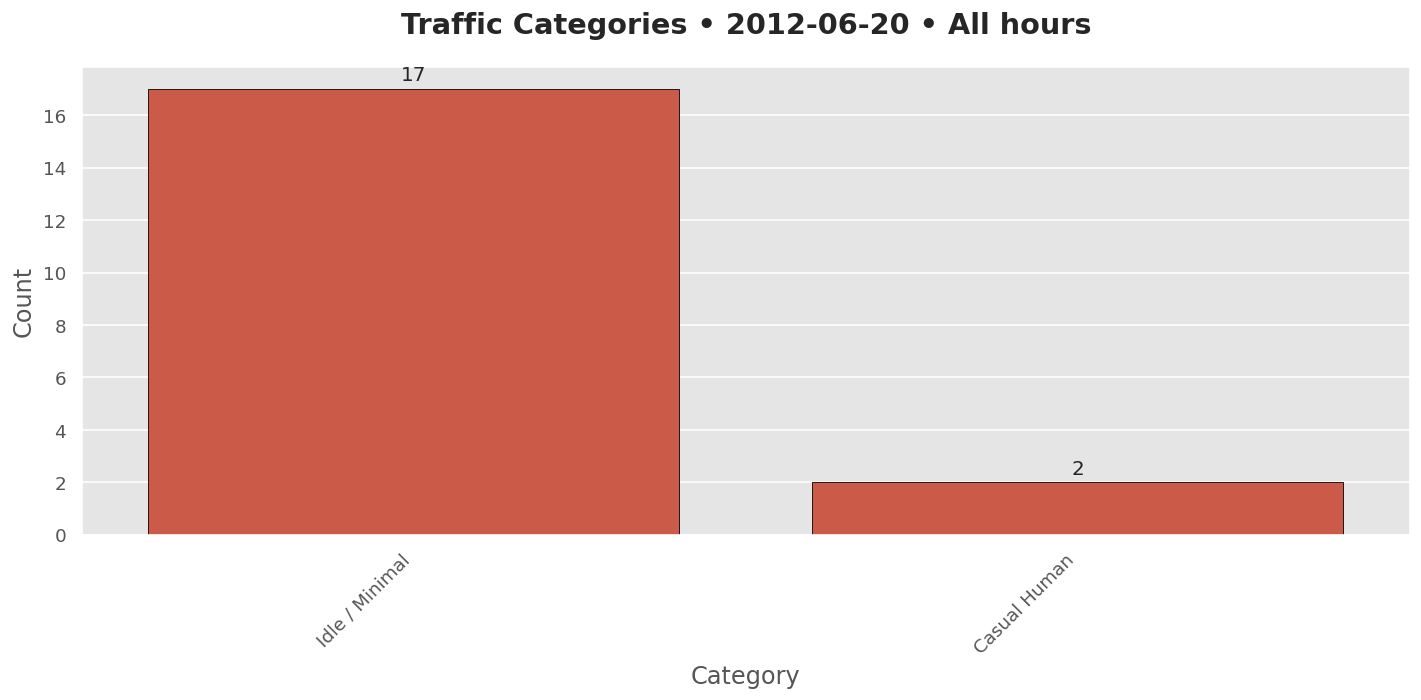 Traffic Categories • 2012-06-20 • All hours
17
16
14
12
10
8
6
4
2
0
2
Count
Idle / Minimal
Casual Human
Category